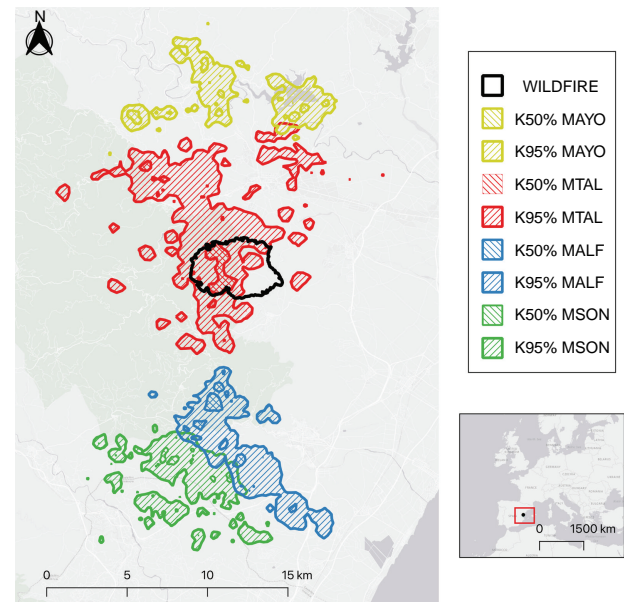 N
WILDFIRE
K50% MAYO
K95% MAYO
K50% MTAL
K95% MTAL
K50% MALF
K95% MALF
K50% MSON
K95% MSON
0 1500 km
0 5 10 15 km